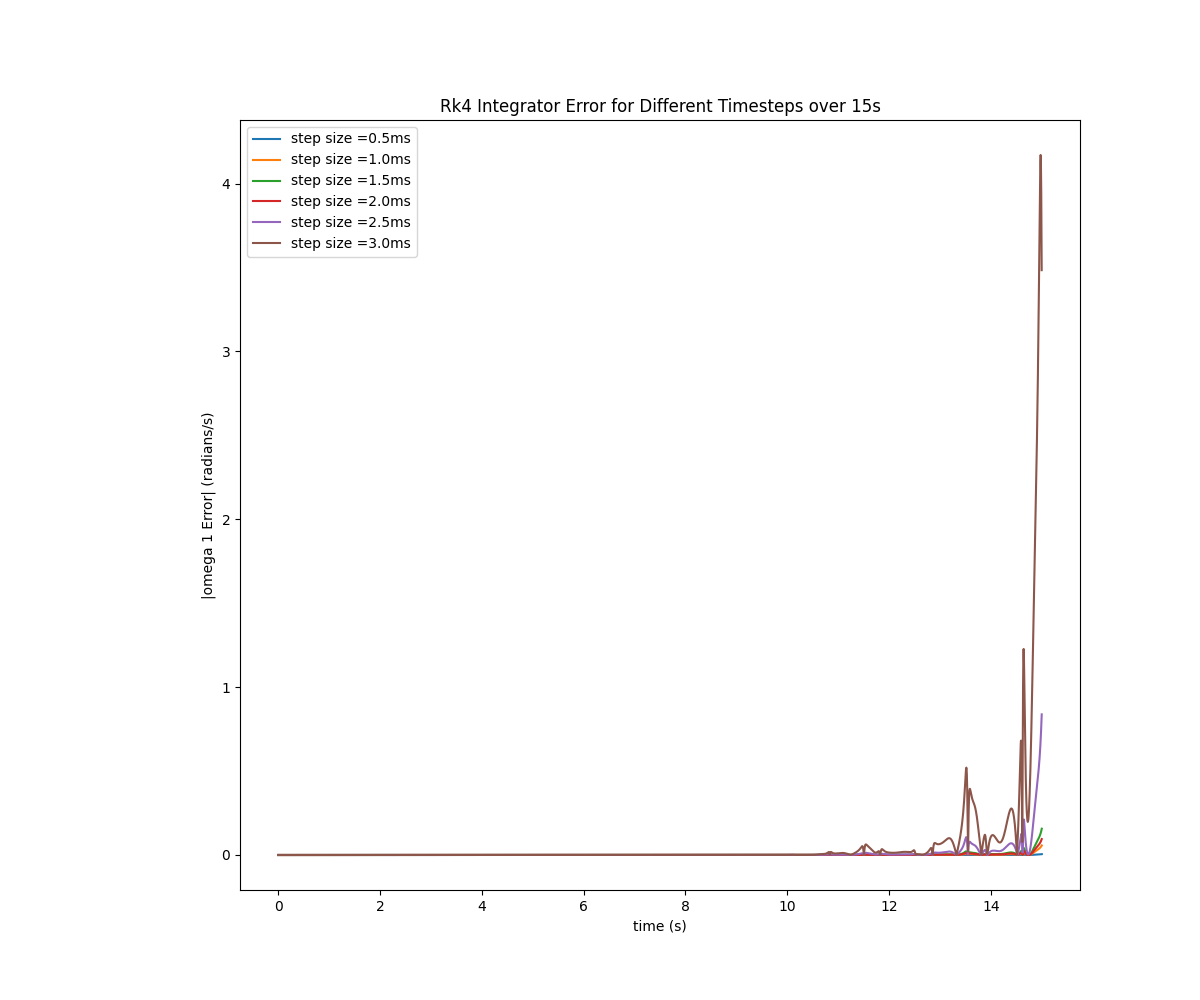 Rk4 Integrator Error for Different Timesteps over 15s
step size =0.5ms
step size =1.0ms
step size =1.5ms
step size =2.0ms
step size =2.5ms
step size =3.0ms
4
3
2
1
0
|omega 1 Error| (radians/s)
0 2 4 6 8 10 12 14
time (s)